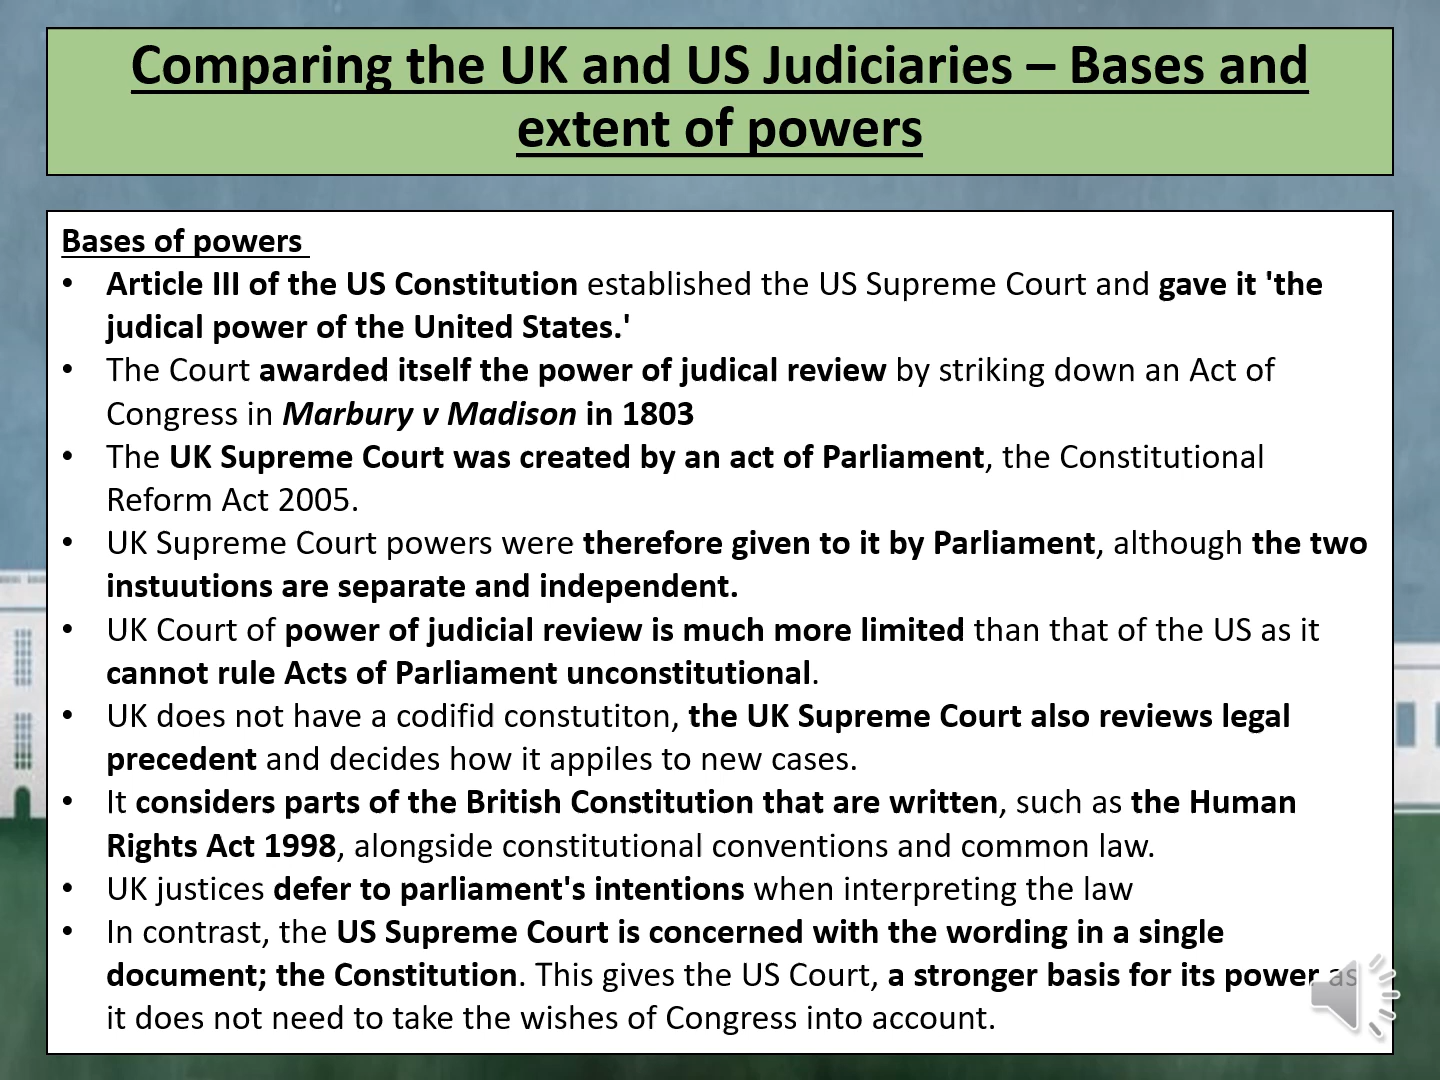 Comparing the UK and US Judiciaries – Bases and
extent of powers
Bases of powers
• Article III of the US Constitution established the US Supreme Court and gave it 'the
judical power of the United States.'
• The Court awarded itself the power of judical review by striking down an Act of
Congress in Marbury v Madison in 1803
• The UK Supreme Court was created by an act of Parliament, the Constitutional
Reform Act 2005.
• UK Supreme Court powers were therefore given to it by Parliament, although the two
instuutions are separate and independent.
• UK Court of power of judicial review is much more limited than that of the US as it
cannot rule Acts of Parliament unconstitutional.
• UK does not have a codifid constutiton, the UK Supreme Court also reviews legal
precedent and decides how it appiles to new cases.
• It considers parts of the British Constitution that are written, such as the Human
Rights Act 1998, alongside constitutional conventions and common law.
• UK justices defer to parliament's intentions when interpreting the law
• In contrast, the US Supreme Court is concerned with the wording in a single
document; the Constitution. This gives the US Court, a stronger basis for its power as
it does not need to take the wishes of Congress into account.